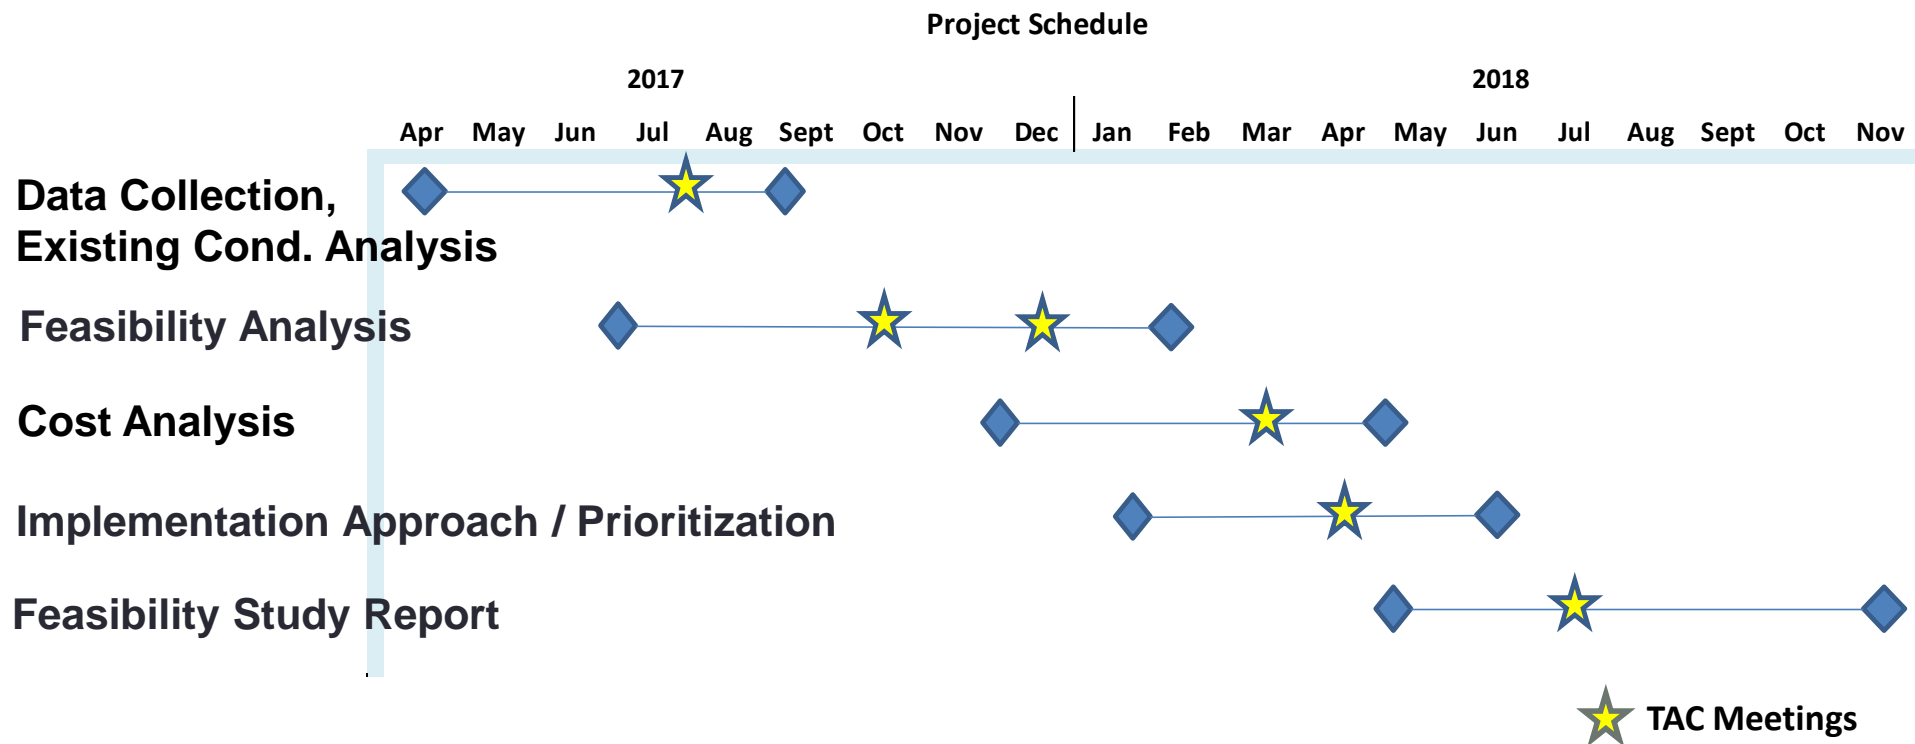 Project Schedule
2017 2018
Apr May Jun Jul Aug Sept Oct Nov Dec Jan Feb Mar Apr May Jun Jul Aug Sept Oct Nov
Data Collection,
Existing Cond. Analysis
Feasibility Analysis
Cost Analysis
Implementation Approach / Prioritization
Feasibility Study Report
TAC Meetings